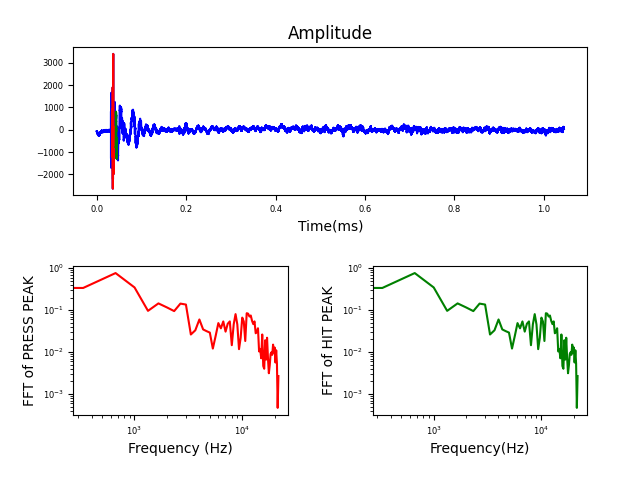 Amplitude
3000
2000
1000
0
−1000
−2000
0.0 0.2 0.4 0.6 0.8 1.0
Time(ms)
FFT of PRESS PEAK
10⁰
10⁻¹
10⁻²
10⁻³
10³ 10⁴
Frequency (Hz)
FFT of HIT PEAK
10⁰
10⁻¹
10⁻²
10⁻³
10³ 10⁴
Frequency(Hz)